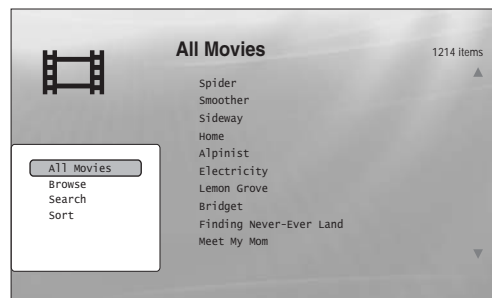 All Movies
1214 items
Spider
Smoother
Sideway
Home
Alpinist
Electricity
Lemon Grove
Bridget
Finding Never-Ever Land
Meet My Mom
All Movies
Browse
Search
Sort